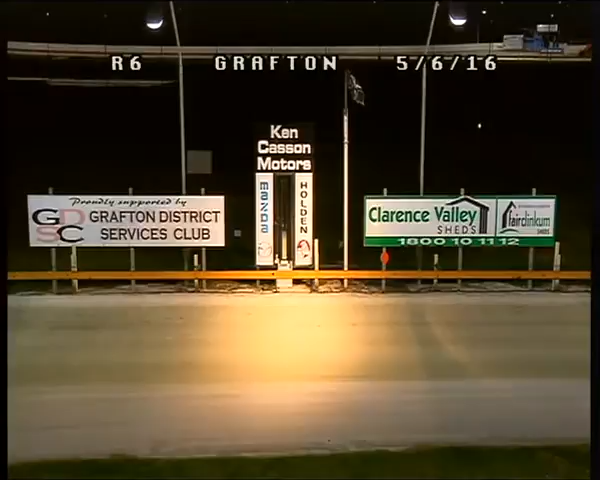 R6 GRAFTON 5/6/16
Ken
Casson
Motors
mazda
HOLDEN
Proudly supported by
GDSC
GRAFTON DISTRICT
SERVICES CLUB
Clarence Valley
SHEDS
fairclinkum
SHEDS
1800 10 11 12